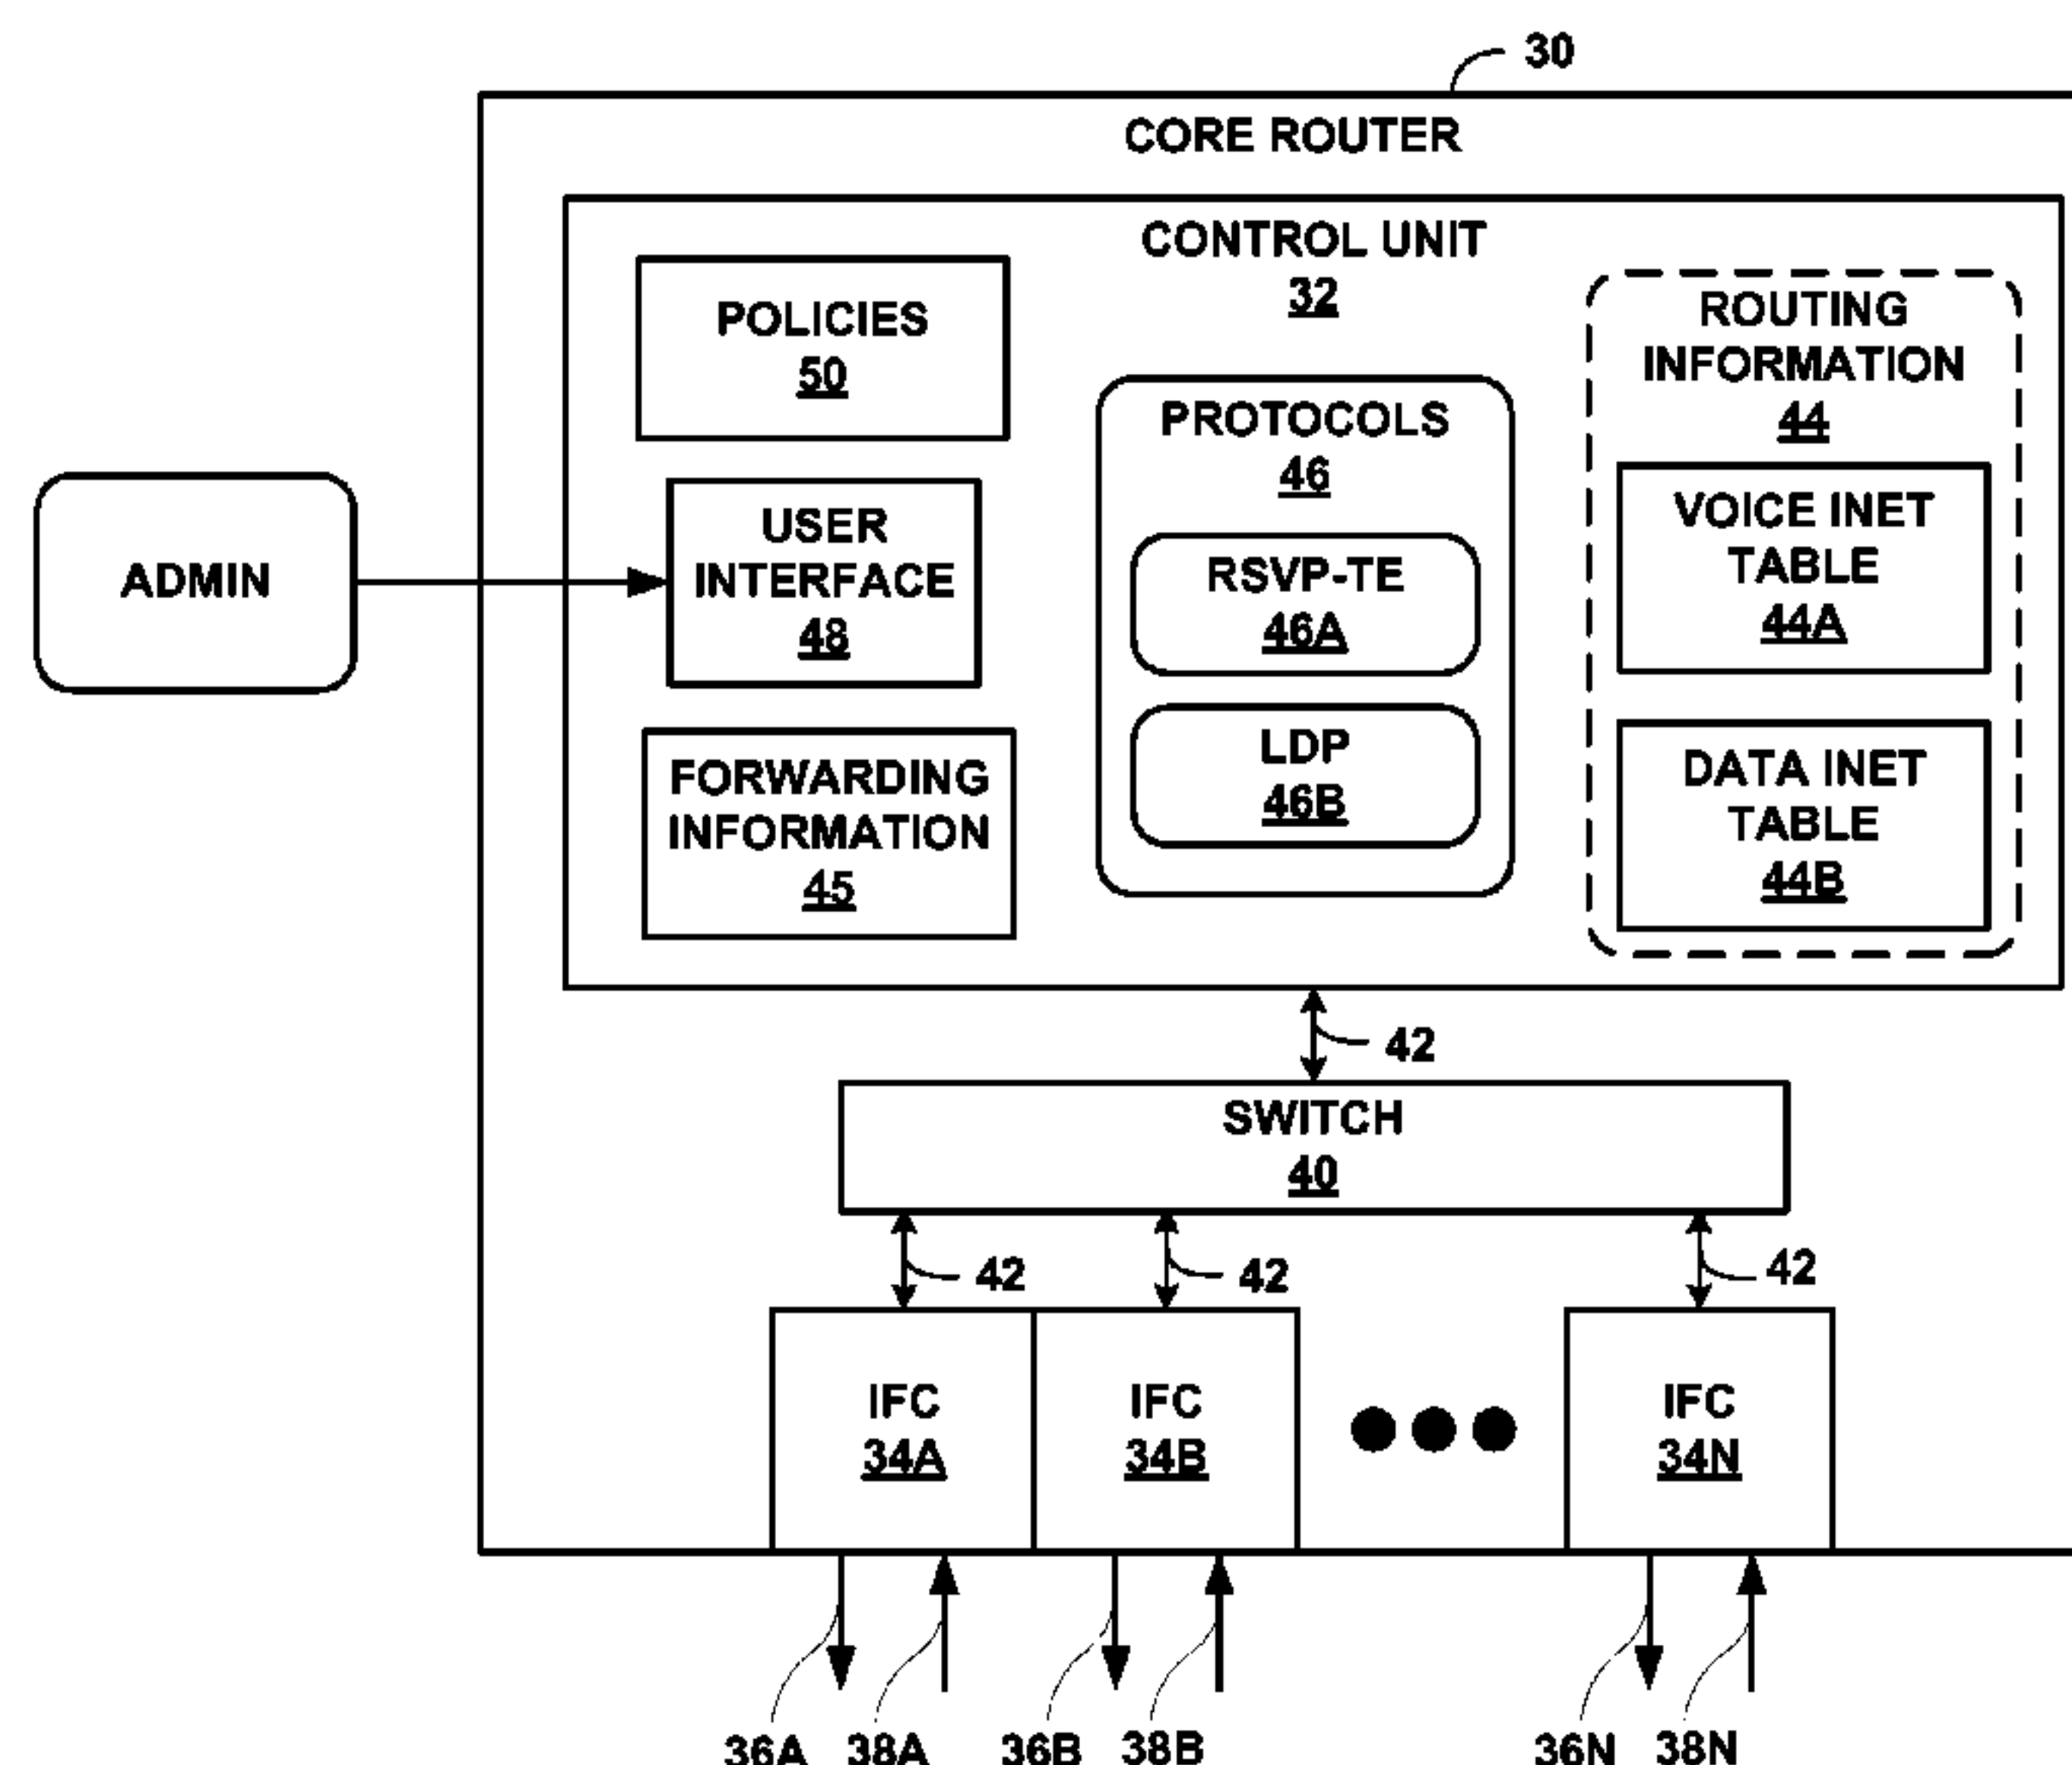 30
CORE ROUTER
CONTROL UNIT
32
POLICIES
50
ROUTING
INFORMATION
44
PROTOCOLS
46
ADMIN
USER
INTERFACE
48
RSVP-TE
46A
VOICE INET
TABLE
44A
FORWARDING
INFORMATION
45
LDP
46B
DATA INET
TABLE
44B
42
SWITCH
40
42
42
42
IFC
34A
IFC
34B
IFC
34N
36A
38A
36B
38B
36N
38N